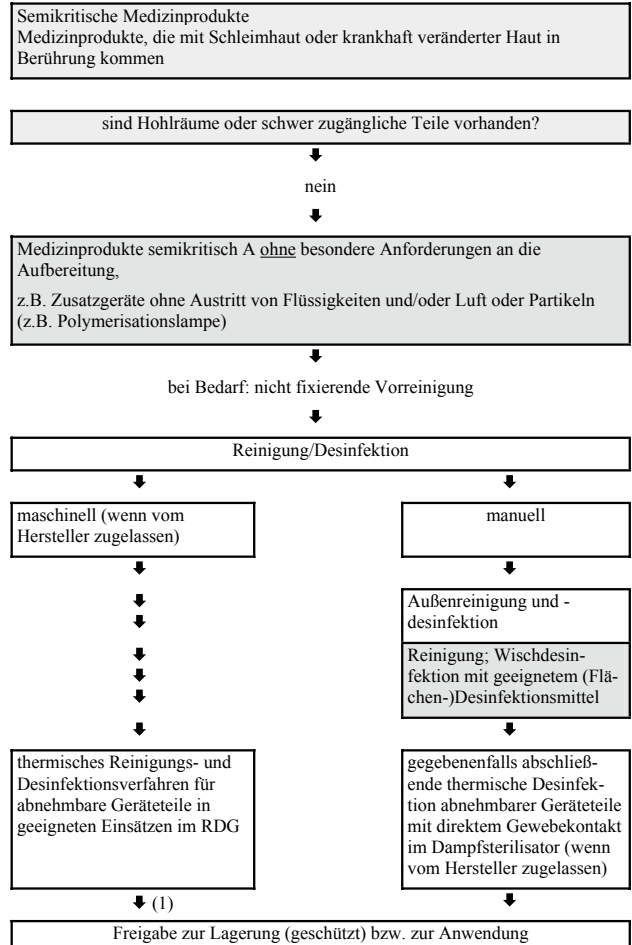 Semikritische Medizinprodukte
Medizinprodukte, die mit Schleimhaut oder krankhaft veränderter Haut in
Berührung kommen
sind Hohlräume oder schwer zugängliche Teile vorhanden?
nein
Medizinprodukte semikritisch A ohne besondere Anforderungen an die
Aufbereitung,
z.B. Zusatzgeräte ohne Austritt von Flüssigkeiten und/oder Luft oder Partikeln
(z.B. Polymerisationslampe)
bei Bedarf: nicht fixierende Vorreinigung
Reinigung/Desinfektion
maschinell (wenn vom
Hersteller zugelassen)
manuell
Außenreinigung und -
desinfektion
Reinigung; Wischdesin-
fektion mit geeignetem (Flä-
chen-)Desinfektionsmittel
thermisches Reinigungs- und
Desinfektionsverfahren für
abnehmbare Geräteteile in
geeigneten Einsätzen im RDG
gegebenenfalls abschließ-
ende thermische Desinfek-
tion abnehmbarer Geräteteile
mit direktem Gewebekontakt
im Dampfsterilisator (wenn
vom Hersteller zugelassen)
(1)
Freigabe zur Lagerung (geschützt) bzw. zur Anwendung